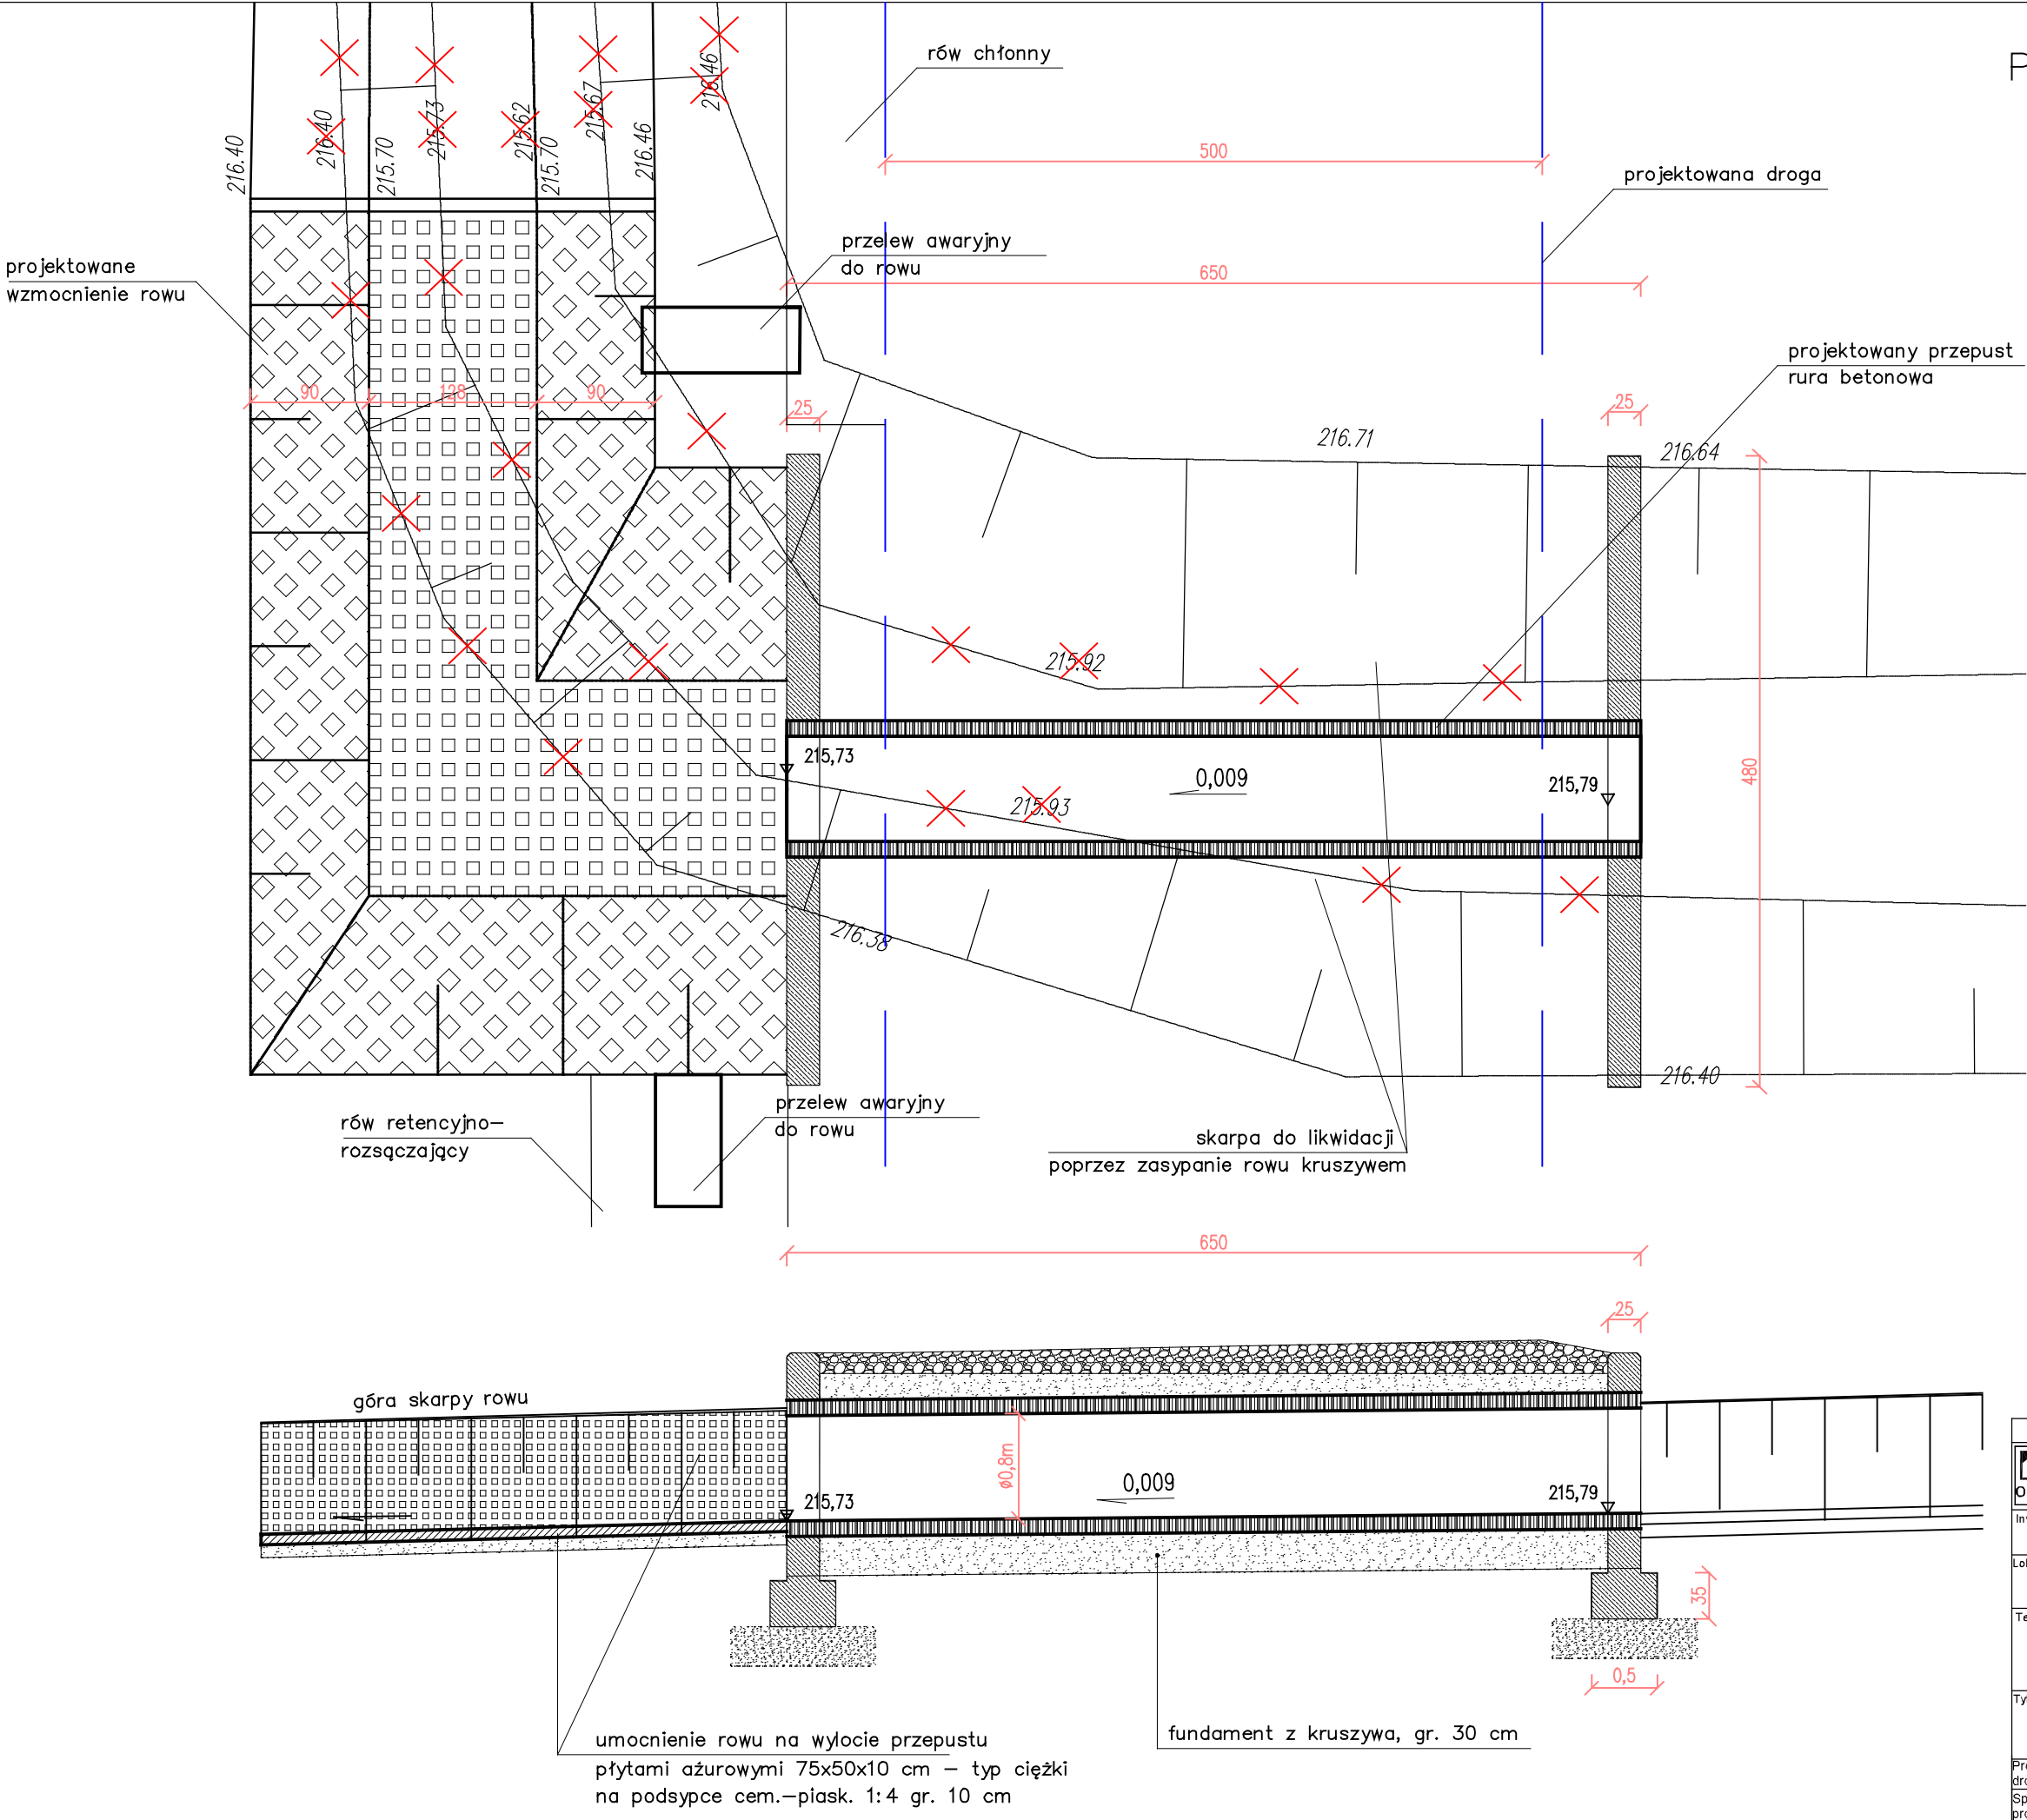 rów chłonny
P
216.46
216.40
216.40
215.70
215.73
215.62
215.70
215.67
216.46
500
projektowana droga
projektowane
wzmocnienie rowu
przelew awaryjny
do rowu
650
projektowany przepust
rura betonowa
90
128
90
25
25
216.71
216.64
215.92
215,73
0,009
215,79
480
215.93
216.38
216.40
rów retencyjno–
rozsączający
przelew awaryjny
do rowu
skarpa do likwidacji
poprzez zasypanie rowu kruszywem
650
25
góra skarpy rowu
ø0,8m
215,73
0,009
215,79
35
0,5
umocnienie rowu na wylocie przepustu
płytami ażurowymi 75x50x10 cm – typ ciężki
na podsypce cem.–piask. 1:4 gr. 10 cm
fundament z kruszywa, gr. 30 cm